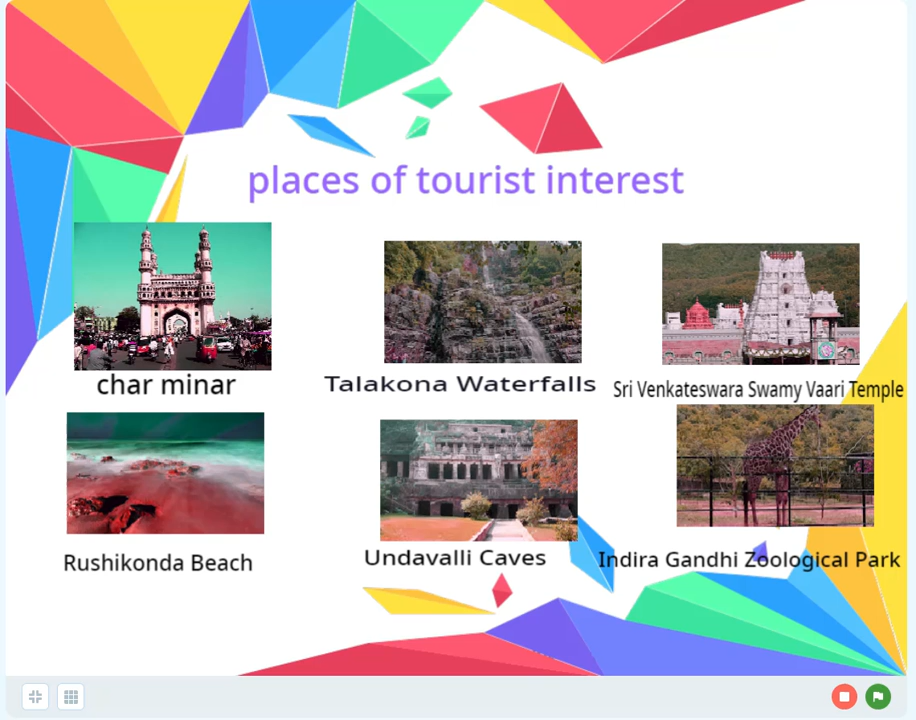 places of tourist interest
char minar
Talakona Waterfalls
Sri Venkateswara Swamy Vaari Temple
Rushikonda Beach
Undavalli Caves
Indira Gandhi Zoological Park